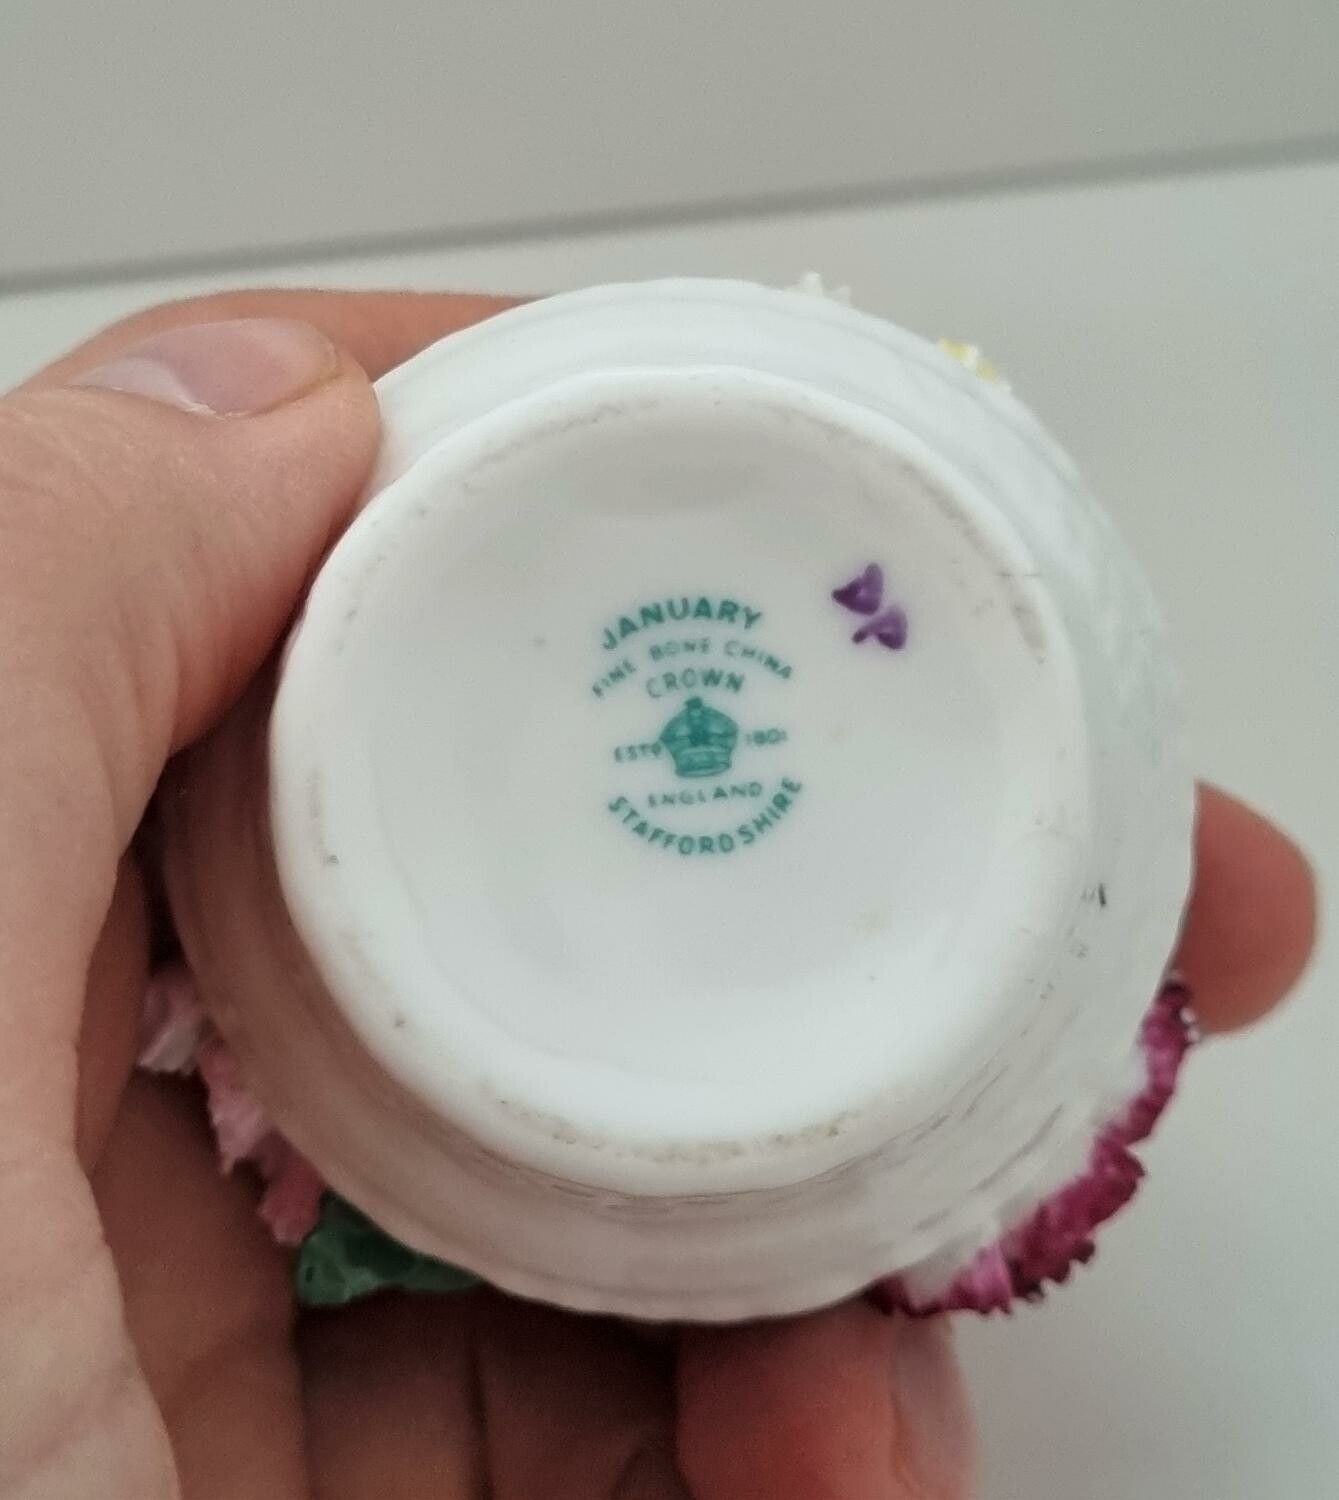 JANUARY
FINE BONE CHINA
CROWN
ESTD 1801
ENGLAND
STAFFORDSHIRE